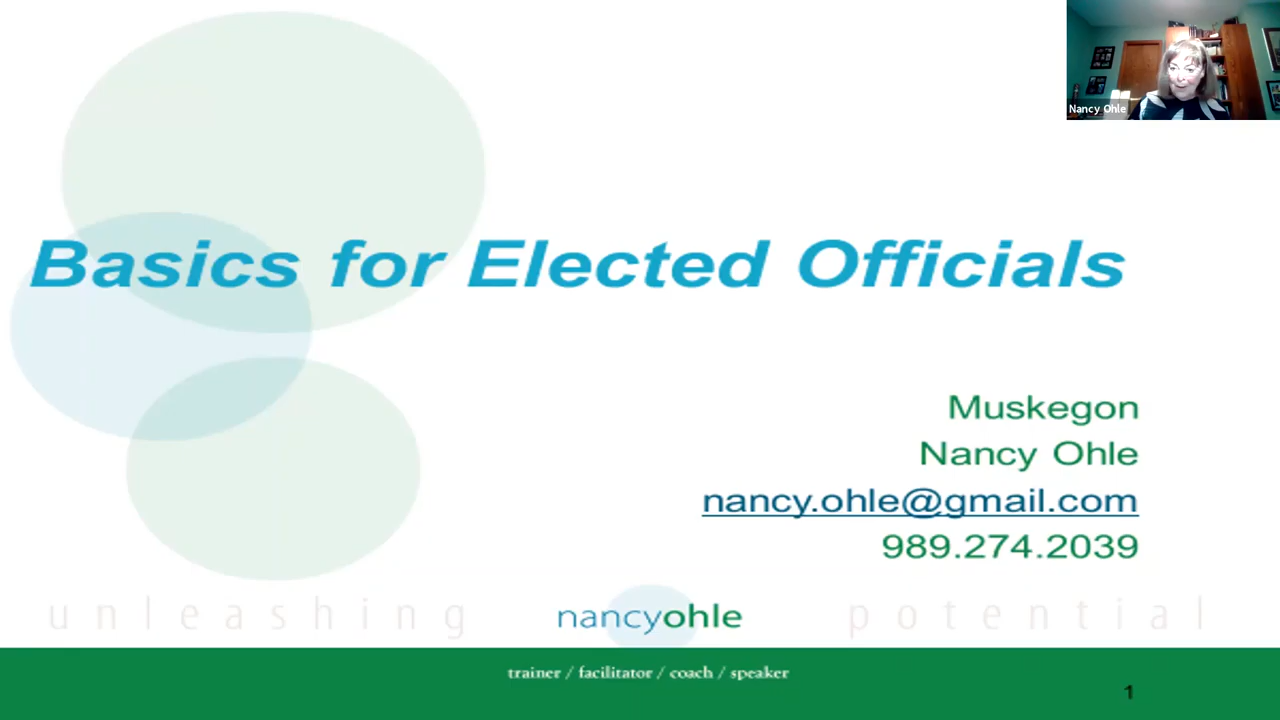 Nancy Ohle
Basics for Elected Officials
Muskegon
Nancy Ohle
nancy.ohle@gmail.com
989.274.2039
unleashing nancyohle potential
trainer / facilitator / coach / speaker
1